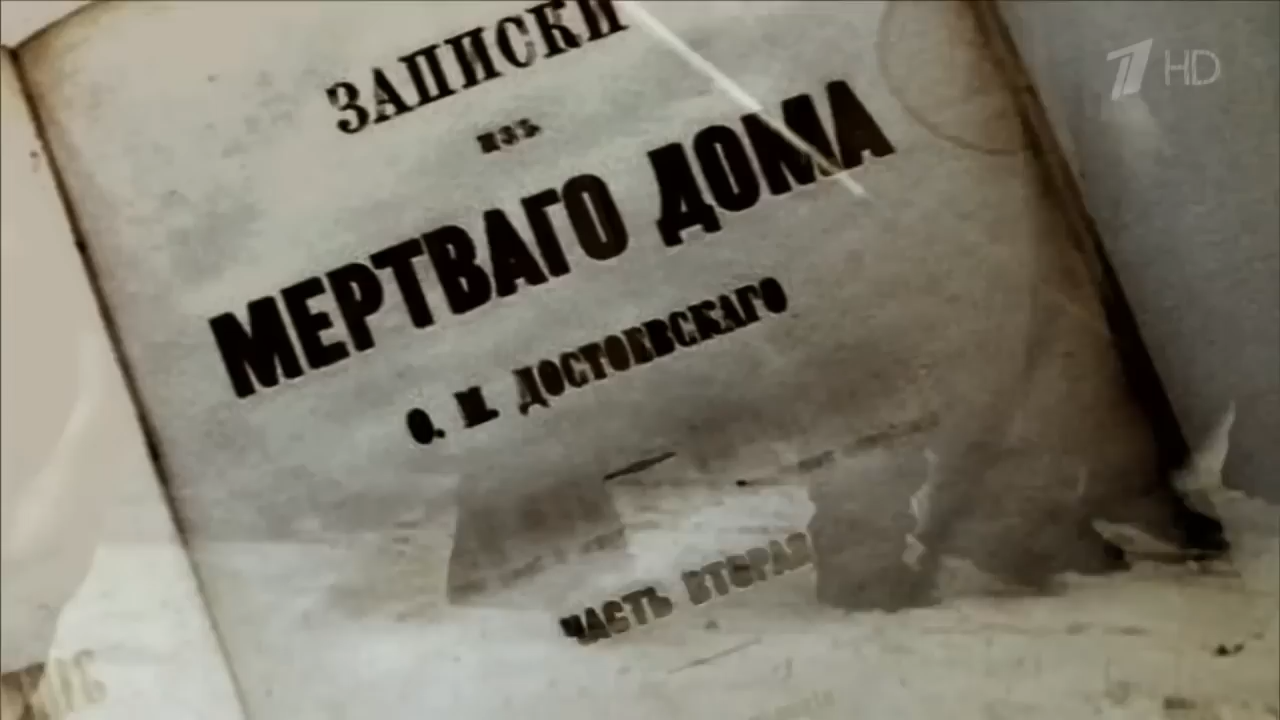 ЗАПИСКИ
изъ
МЕРТВАГО ДОМА
Ѳ. М. ДОСТОЕВСКАГО
ЧАСТЬ ВТОРАЯ
1 HD